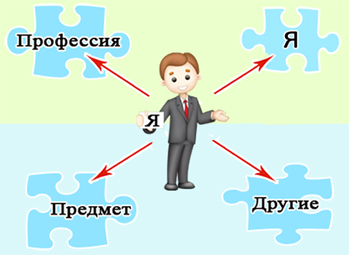 Профессия
Я
Я
Предмет
Другие